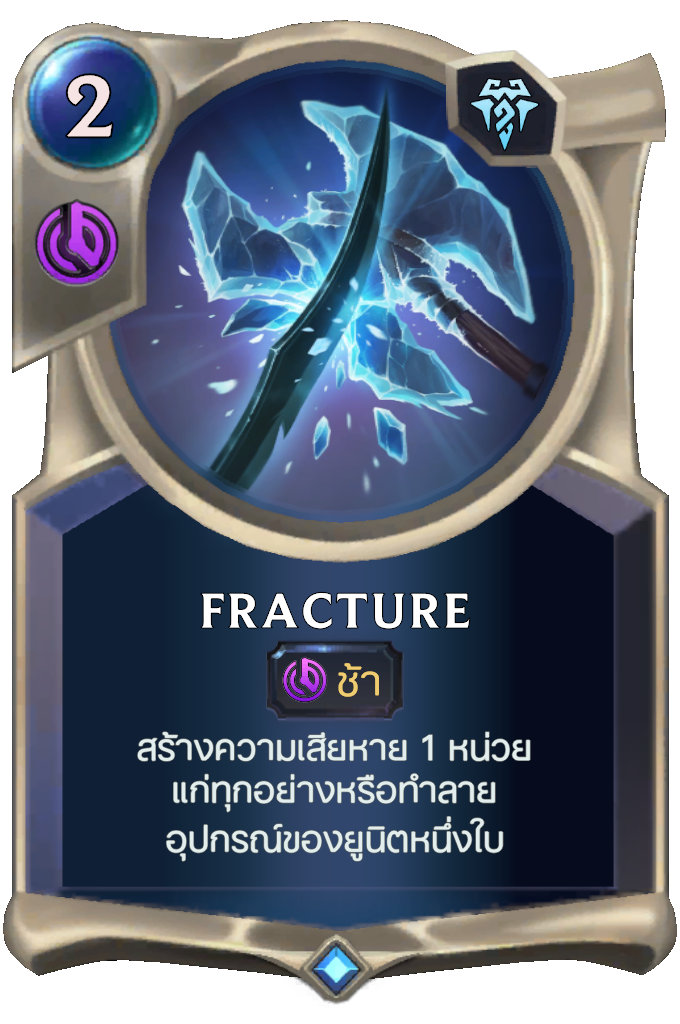 2
FRACTURE
ช้า
สร้างความเสียหาย 1 หน่วย
แก่ทุกอย่างหรือทำลาย
อุปกรณ์ของยูนิตหนึ่งใบ